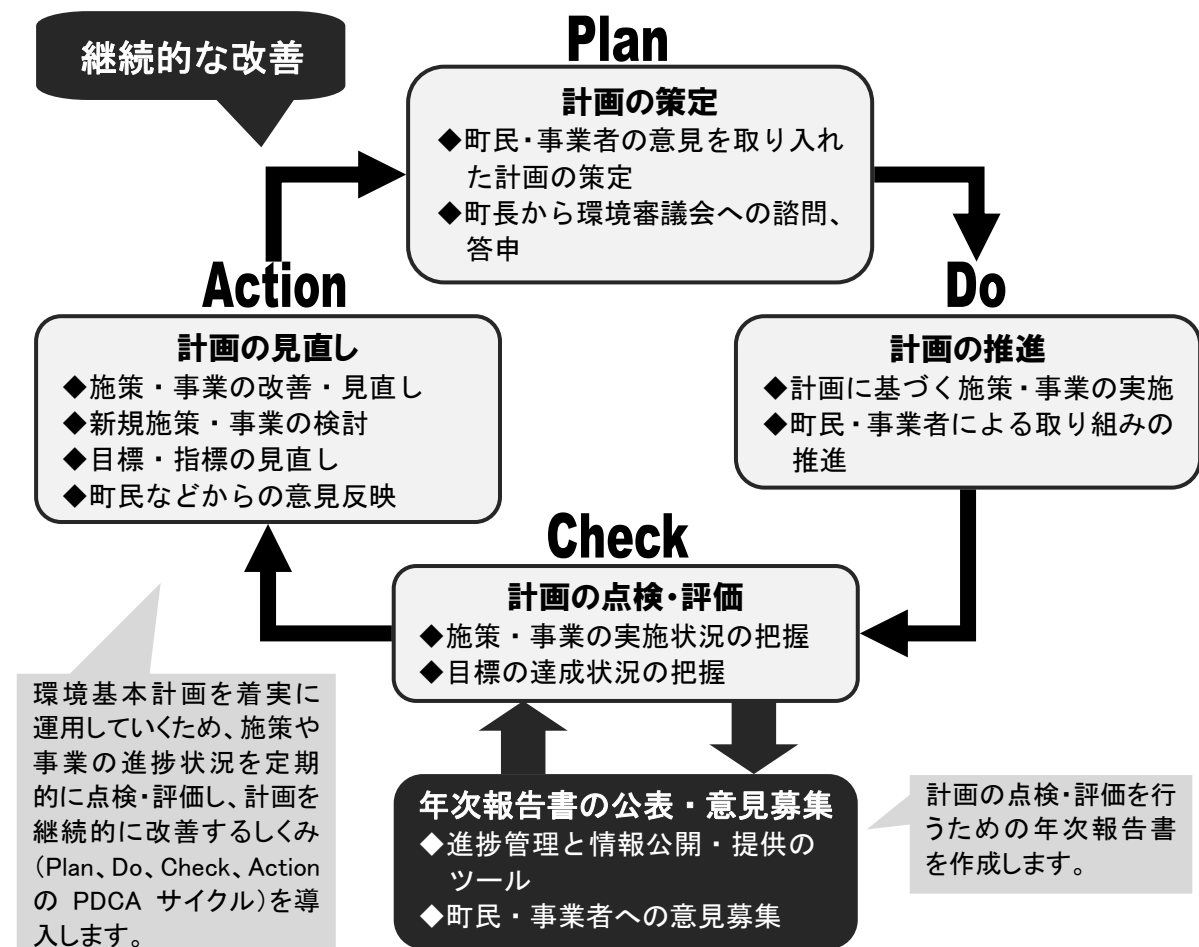 継続的な改善
Plan
計画の策定
◆町民・事業者の意見を取り入れ
た計画の策定
◆町長から環境審議会への諮問、
答申
Action
計画の見直し
◆施策・事業の改善・見直し
◆新規施策・事業の検討
◆目標・指標の見直し
◆町民などからの意見反映
Do
計画の推進
◆計画に基づく施策・事業の実施
◆町民・事業者による取り組みの
推進
Check
計画の点検・評価
◆施策・事業の実施状況の把握
◆目標の達成状況の把握
環境基本計画を着実に
運用していくため、施策や
事業の進捗状況を定期
的に点検・評価し、計画を
継続的に改善するしくみ
(Plan、Do、Check、Action
の PDCA サイクル)を導
入します。
年次報告書の公表・意見募集
◆進捗管理と情報公開・提供の
ツール
◆町民・事業者への意見募集
計画の点検・評価を行
うための年次報告書
を作成します。